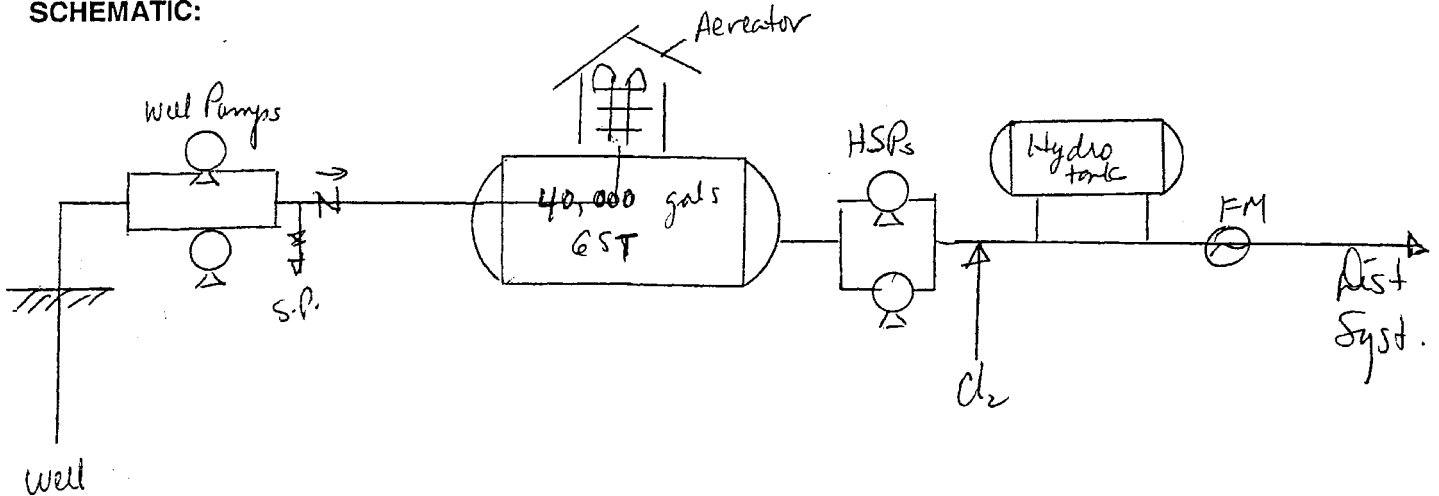 SCHEMATIC:
Aereator
Well Pumps
HSPs
Hydro
tank
40,000 gals
GST
FM
S.P.
Dist
Syst.
Cl2
Well